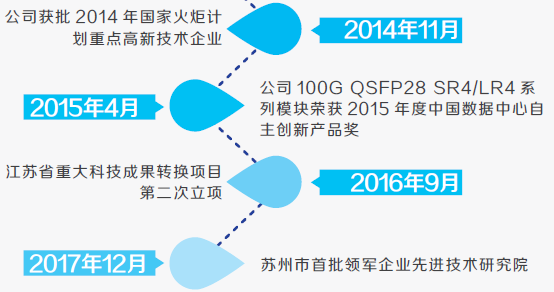 公司获批 2014 年国家火炬计
划重点高新技术企业
2014年11月
2015年4月
公司 100G QSFP28 SR4/LR4 系
列模块荣获 2015 年度中国数据中心自
主创新产品奖
江苏省重大科技成果转换项目
第二次立项
2016年9月
2017年12月
苏州市首批领军企业先进技术研究院